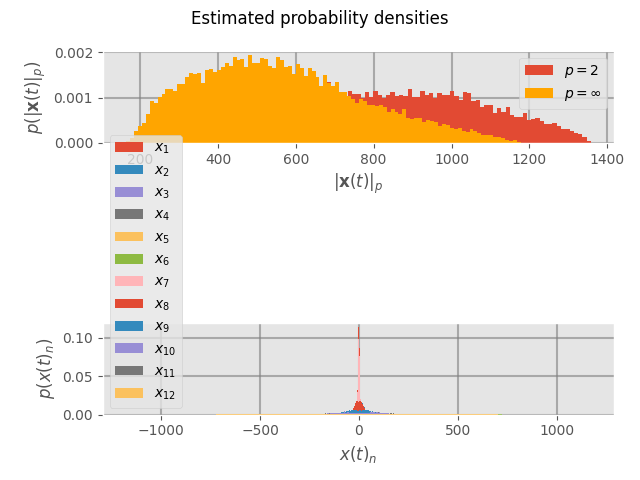 Estimated probability densities
p(|x(t)|ₚ)
0.002
0.001
0.000
p = 2
p = ∞
200 400 600 800 1000 1200 1400
|x(t)|ₚ
x₁
x₂
x₃
x₄
x₅
x₆
x₇
x₈
x₉
x₁₀
x₁₁
x₁₂
p(x(t)ₙ)
0.10
0.05
0.00
−1000 −500 0 500 1000
x(t)ₙ